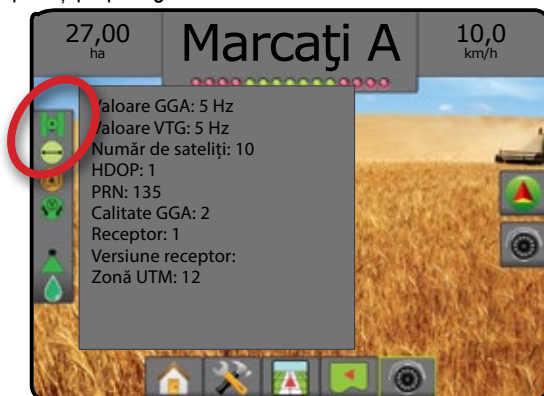 27,00
ha
Marcaţi A
10,0
km/h
Valoare GGA: 5 Hz
Valoare VTG: 5 Hz
Număr de sateliți: 10
HDOP: 1
PRN: 135
Calitate GGA: 2
Receptor: 1
Versiune receptor:
Zonă UTM: 12